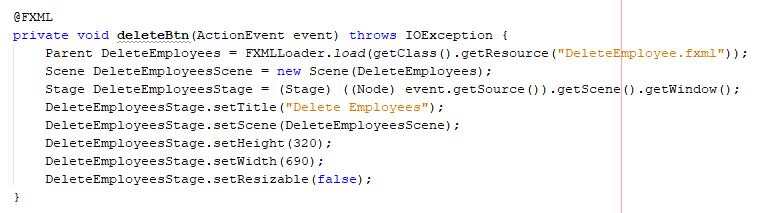 @FXML
private void deleteBtn(ActionEvent event) throws IOException {
    Parent DeleteEmployees = FXMLLoader.load(getClass().getResource("DeleteEmployee.fxml"));
    Scene DeleteEmployeesScene = new Scene(DeleteEmployees);
    Stage DeleteEmployeesStage = (Stage) ((Node) event.getSource()).getScene().getWindow();
    DeleteEmployeesStage.setTitle("Delete Employees");
    DeleteEmployeesStage.setScene(DeleteEmployeesScene);
    DeleteEmployeesStage.setHeight(320);
    DeleteEmployeesStage.setWidth(690);
    DeleteEmployeesStage.setResizable(false);
}